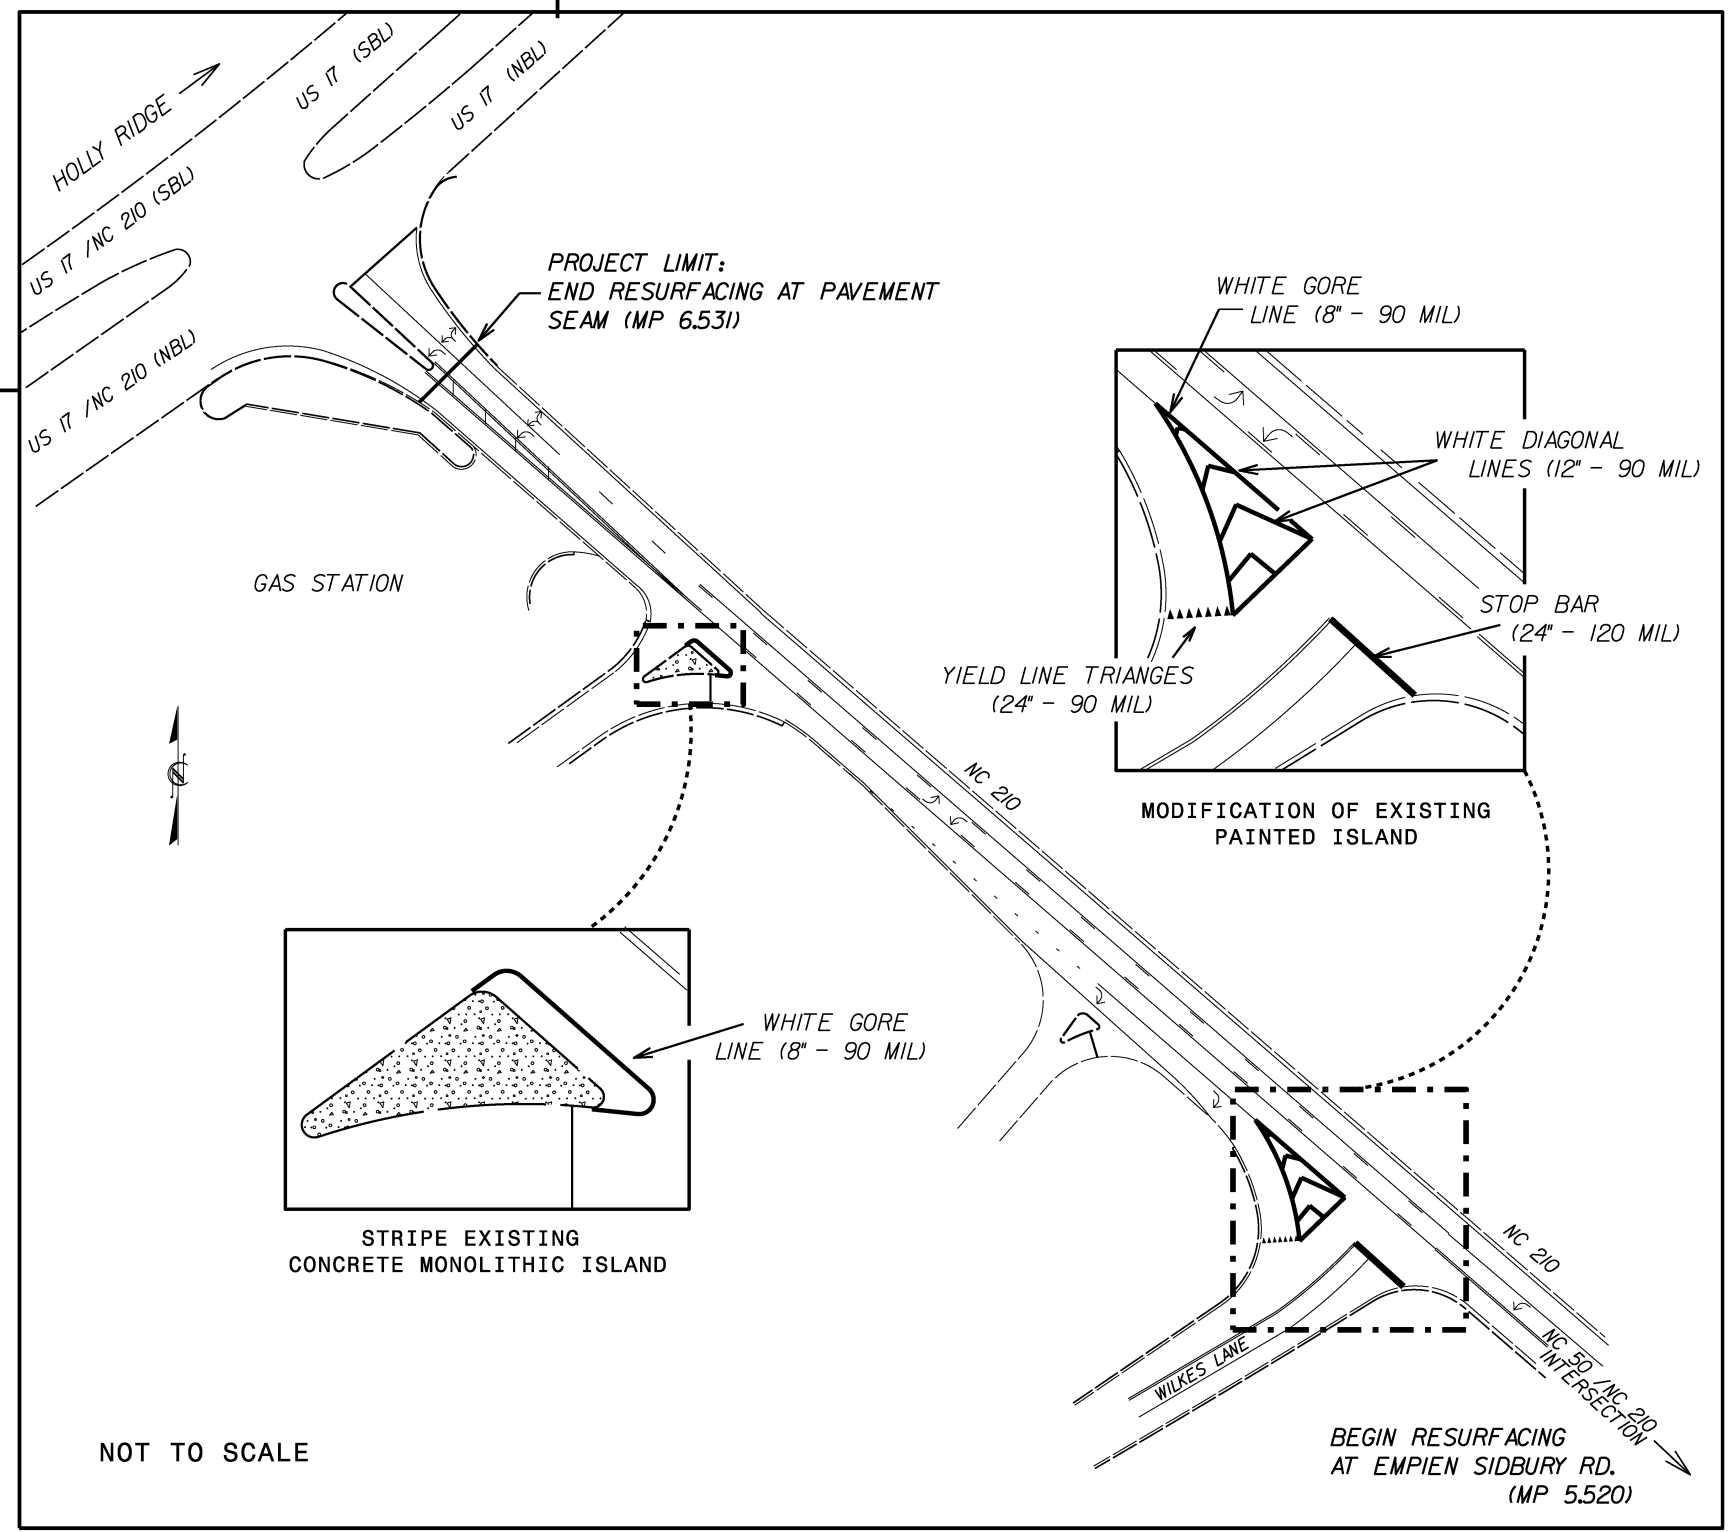 US 17 (SBL)
US 17 (NBL)
HOLLY RIDGE
US 17 /NC 210 (SBL)
US 17 /NC 210 (NBL)
PROJECT LIMIT:
END RESURFACING AT PAVEMENT
SEAM (MP 6.531)
WHITE GORE
LINE (8" - 90 MIL)
WHITE DIAGONAL
LINES (12" - 90 MIL)
STOP BAR
(24" - 120 MIL)
YIELD LINE TRIANGES
(24" - 90 MIL)
MODIFICATION OF EXISTING
PAINTED ISLAND
GAS STATION
N
NC 210
WHITE GORE
LINE (8" - 90 MIL)
STRIPE EXISTING
CONCRETE MONOLITHIC ISLAND
NC 210
WILKES LANE
NC 50 /NC 210
INTERSECTION
BEGIN RESURFACING
AT EMPIEN SIDBURY RD.
(MP 5.520)
NOT TO SCALE